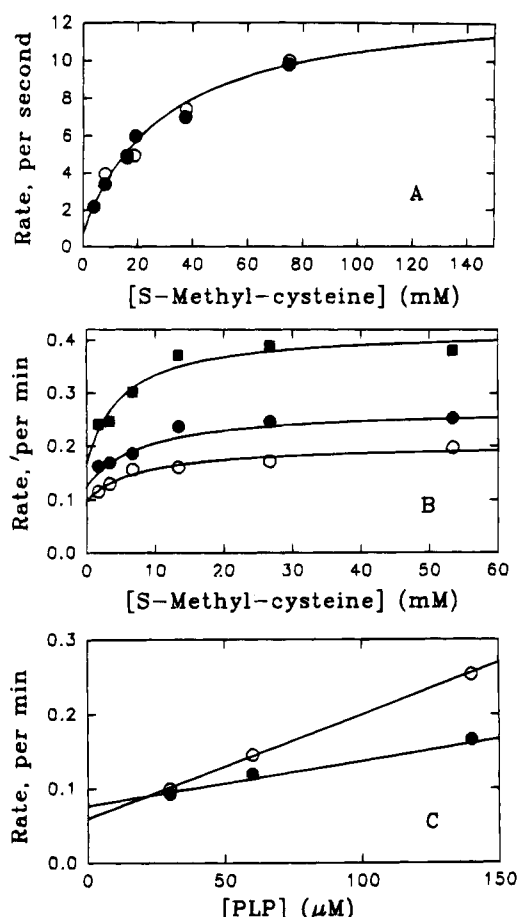 12
10
8
6
4
2
0
Rate, per second
A
0 20 40 60 80 100 120 140
[S-Methyl-cysteine] (mM)
0.4
0.3
0.2
0.1
0.0
Rate, per min
B
0 10 20 30 40 50 60
[S-Methyl-cysteine] (mM)
0.3
0.2
0.1
0.0
Rate, per min
C
0 50 100 150
[PLP] (μM)